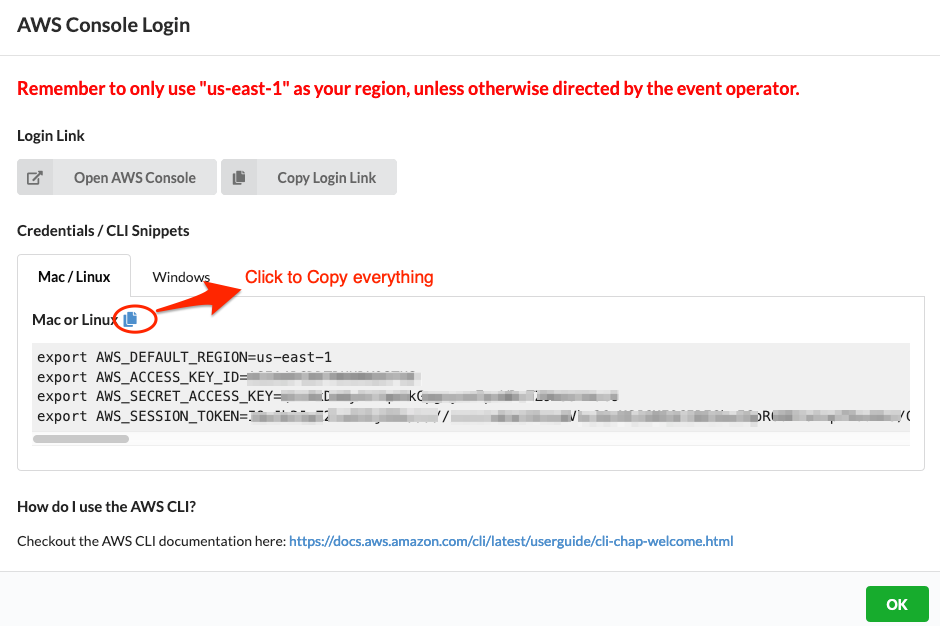 AWS Console Login
Remember to only use "us-east-1" as your region, unless otherwise directed by the event operator.
Login Link
Open AWS Console
Copy Login Link
Credentials / CLI Snippets
Mac / Linux
Windows
Click to Copy everything
Mac or Linux
export AWS_DEFAULT_REGION=us-east-1
export AWS_ACCESS_KEY_ID=
export AWS_SECRET_ACCESS_KEY=
export AWS_SESSION_TOKEN=
How do I use the AWS CLI?
Checkout the AWS CLI documentation here: https://docs.aws.amazon.com/cli/latest/userguide/cli-chap-welcome.html
OK